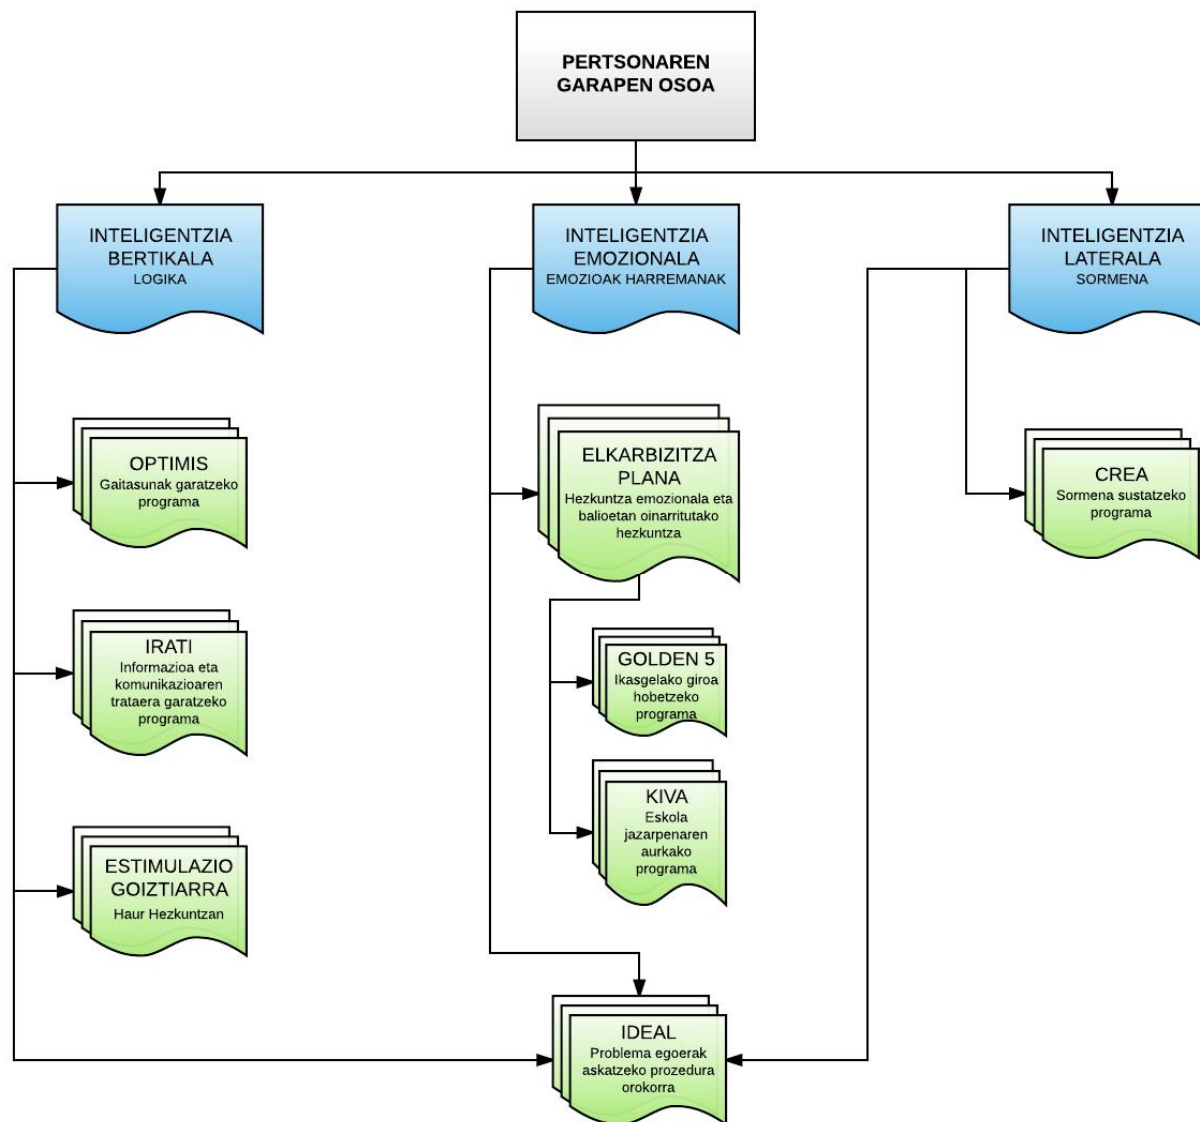 PERTSONAREN
GARAPEN OSOA
INTELIGENTZIA
BERTIKALA
LOGIKA
INTELIGENTZIA
EMOZIONALA
EMOZIOAK HARREMANAK
INTELIGENTZIA
LATERALA
SORMENA
OPTIMIS
Gaitasunak garatzeko
programa
ELKARBIZITZA
PLANA
Hezkuntza emozionala eta
balioetan oinarritutako
hezkuntza
CREA
Sormena sustatzeko
programa
IRATI
Informazioa eta
komunikazioaren
trataera garatzeko
programa
GOLDEN 5
Ikasgelako giroa
hobetzeko
programa
KIVA
Eskola
jazarpenaren
aurkako
programa
ESTIMULAZIO
GOIZTIARRA
Haur Hezkuntzan
IDEAL
Problema egoerak
askatzeko prozedura
orokorra